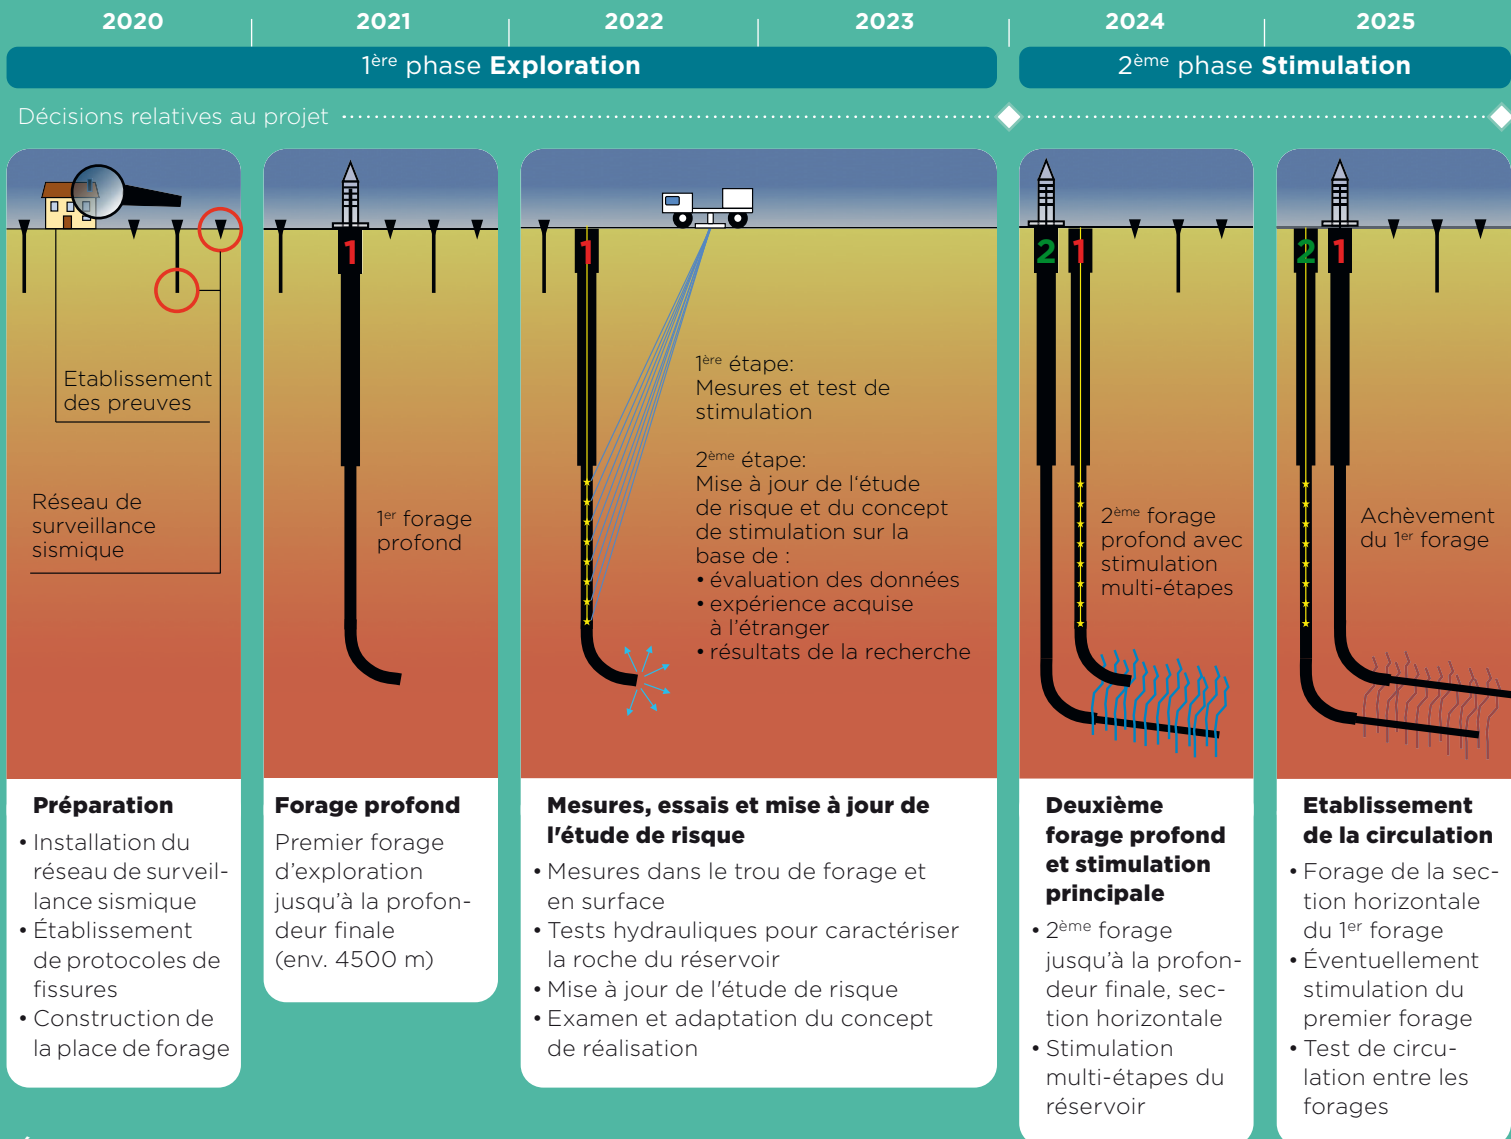 2020
2021
2022
2023
2024
2025
1ère phase Exploration
2ème phase Stimulation
Décisions relatives au projet
Etablissement
des preuves
Réseau de
surveillance
sismique
1
1er forage
profond
1
1ère étape:
Mesures et test de
stimulation
2ème étape:
Mise à jour de l‘étude
de risque et du concept
de stimulation sur la
base de :
• évaluation des données
• expérience acquise
à l’étranger
• résultats de la recherche
2 1
2ème forage
profond avec
stimulation
multi-étapes
2 1
Achèvement
du 1er forage
Préparation
• Installation du
réseau de surveil-
lance sismique
• Établissement
de protocoles de
fissures
• Construction de
la place de forage
Forage profond
Premier forage
d’exploration
jusqu’à la profon-
deur finale
(env. 4500 m)
Mesures, essais et mise à jour de
l'étude de risque
• Mesures dans le trou de forage et
en surface
• Tests hydrauliques pour caractériser
la roche du réservoir
• Mise à jour de l'étude de risque
• Examen et adaptation du concept
de réalisation
Deuxième
forage profond
et stimulation
principale
• 2ème forage
jusqu’à la profon-
deur finale, sec-
tion horizontale
• Stimulation
multi-étapes du
réservoir
Etablissement
de la circulation
• Forage de la sec-
tion horizontale
du 1er forage
• Éventuellement
stimulation du
premier forage
• Test de circu-
lation entre les
forages